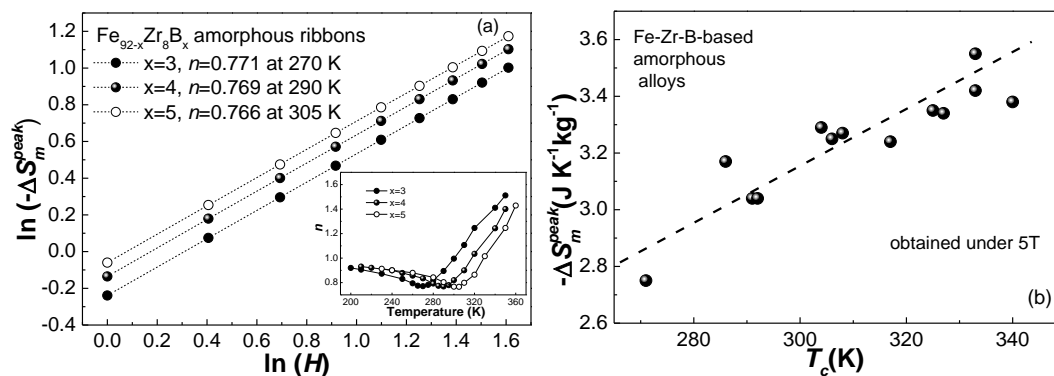 (a)
Fe92-xZr8Bx amorphous ribbons
x=3, n=0.771 at 270 K
x=4, n=0.769 at 290 K
x=5, n=0.766 at 305 K
ln (-ΔSm^peak)
1.2
1.0
0.8
0.6
0.4
0.2
0.0
-0.2
-0.4
0.0 0.2 0.4 0.6 0.8 1.0 1.2 1.4 1.6
ln (H)
x=3
x=4
x=5
n
1.6
1.4
1.2
1.0
0.8
200 240 280 320 360
Temperature (K)
Fe-Zr-B-based
amorphous
alloys
obtained under 5T
(b)
-ΔSm^peak(J K-1kg-1)
3.6
3.4
3.2
3.0
2.8
2.6
280 300 320 340
Tc(K)